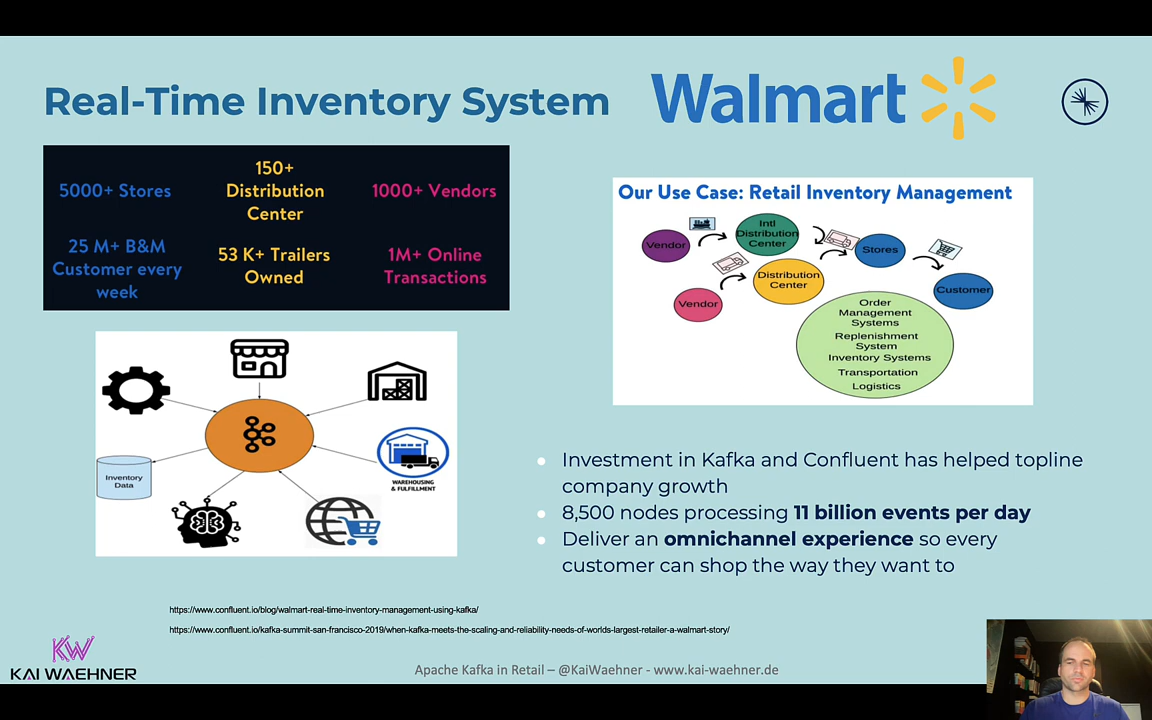 Real-Time Inventory System
Walmart
5000+ Stores
150+
Distribution
Center
1000+ Vendors
25 M+ B&M
Customer every
week
53 K+ Trailers
Owned
1M+ Online
Transactions
Our Use Case: Retail Inventory Management
Vendor
Intl
Distribution
Center
Stores
Vendor
Distribution
Center
Customer
Order
Management
Systems
Replenishment
System
Inventory Systems
Transportation
Logistics
Inventory
Data
WAREHOUSING
& FULFILLMENT
Investment in Kafka and Confluent has helped topline
company growth
8,500 nodes processing 11 billion events per day
Deliver an omnichannel experience so every
customer can shop the way they want to
https://www.confluent.io/blog/walmart-real-time-inventory-management-using-kafka/
https://www.confluent.io/kafka-summit-san-francisco-2019/when-kafka-meets-the-scaling-and-reliability-needs-of-worlds-largest-retailer-a-walmart-story/
KW
KAI WAEHNER
Apache Kafka in Retail – @KaiWaehner - www.kai-waehner.de